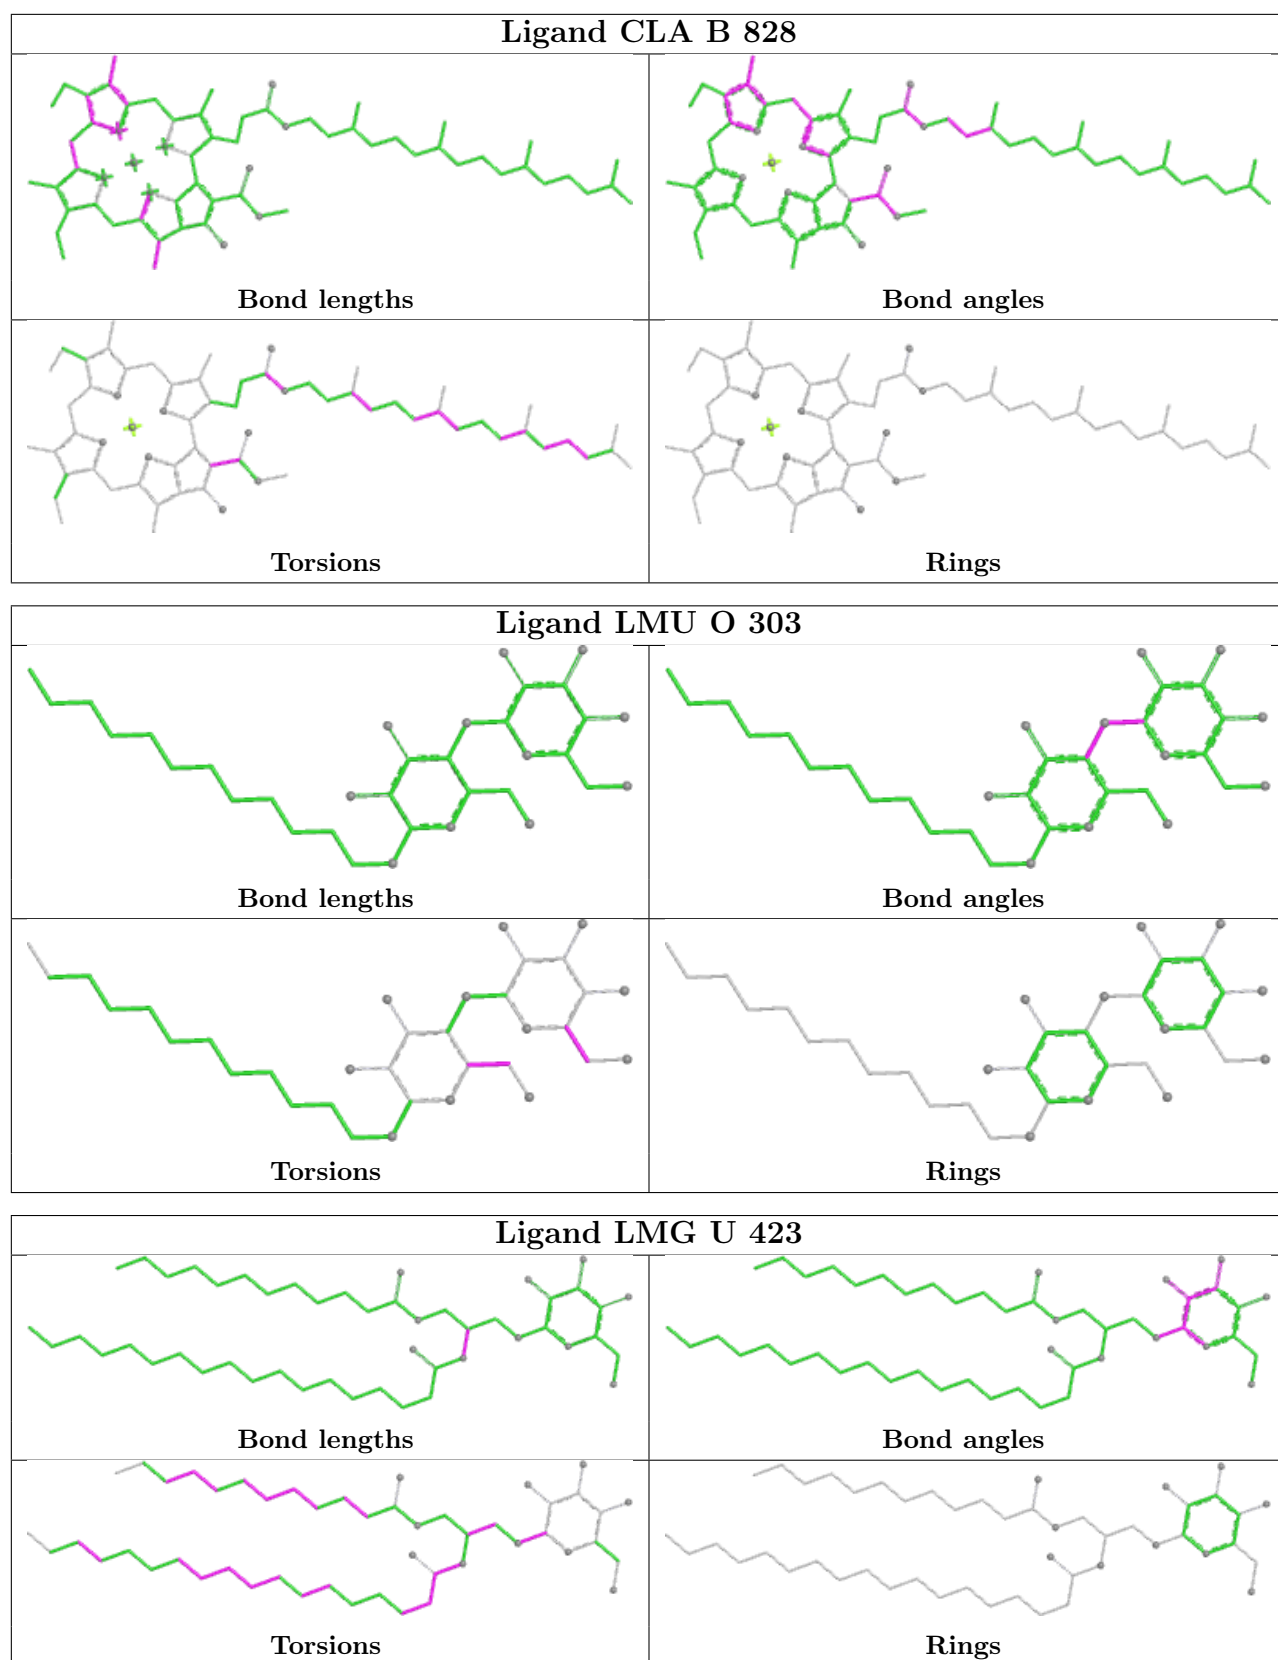 Ligand CLA B 828
Bond lengths
Bond angles
Torsions
Rings
Ligand LMU O 303
Bond lengths
Bond angles
Torsions
Rings
Ligand LMG U 423
Bond lengths
Bond angles
Torsions
Rings